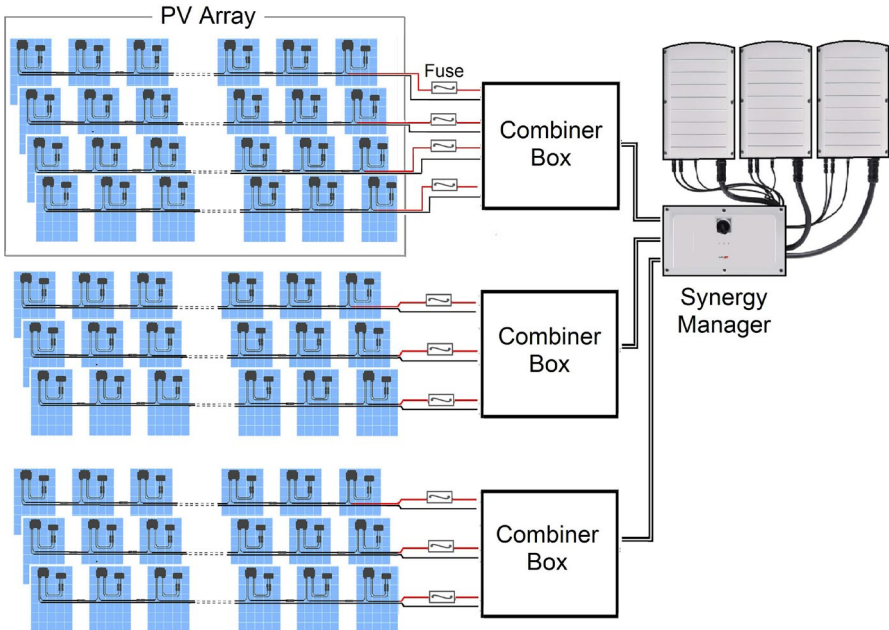 PV Array
Fuse
Combiner
Box
Synergy
Manager
Combiner
Box
Combiner
Box